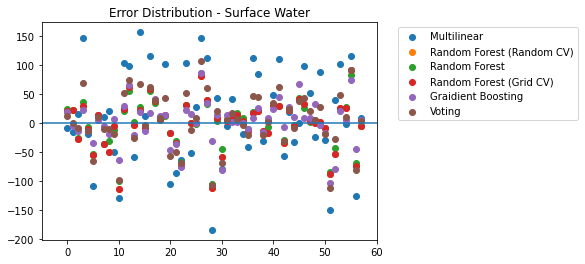 Error Distribution - Surface Water
150
100
50
0
−50
−100
−150
−200
0 10 20 30 40 50 60
Multilinear
Random Forest (Random CV)
Random Forest
Random Forest (Grid CV)
Graidient Boosting
Voting